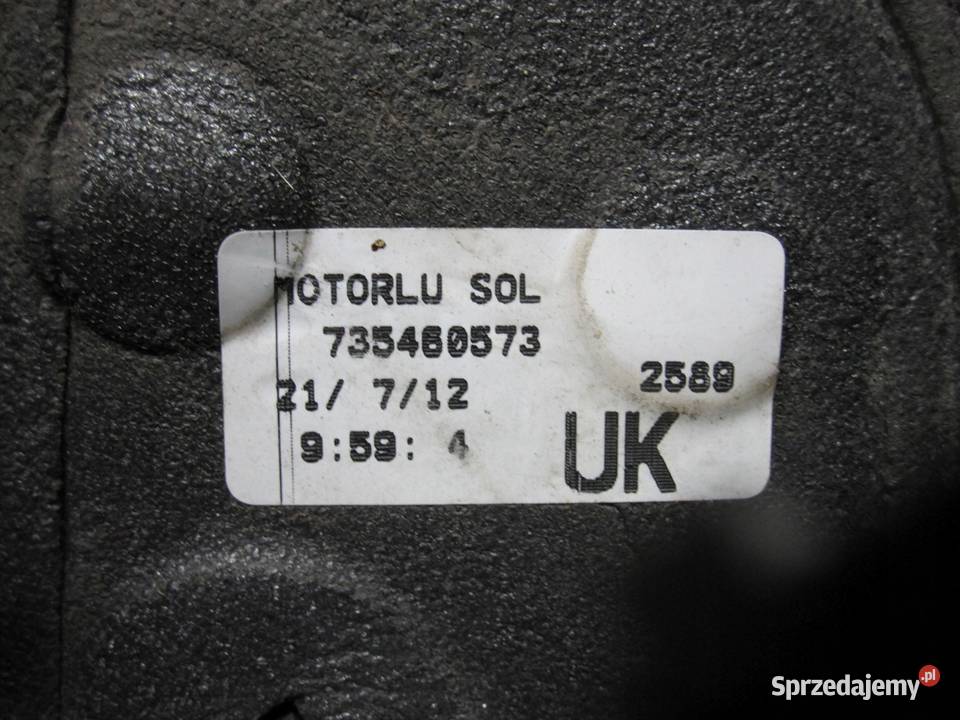 MOTORLU SOL
735460573
21/ 7/12
2589
9:59: 4
UK
Sprzedajemy.pl